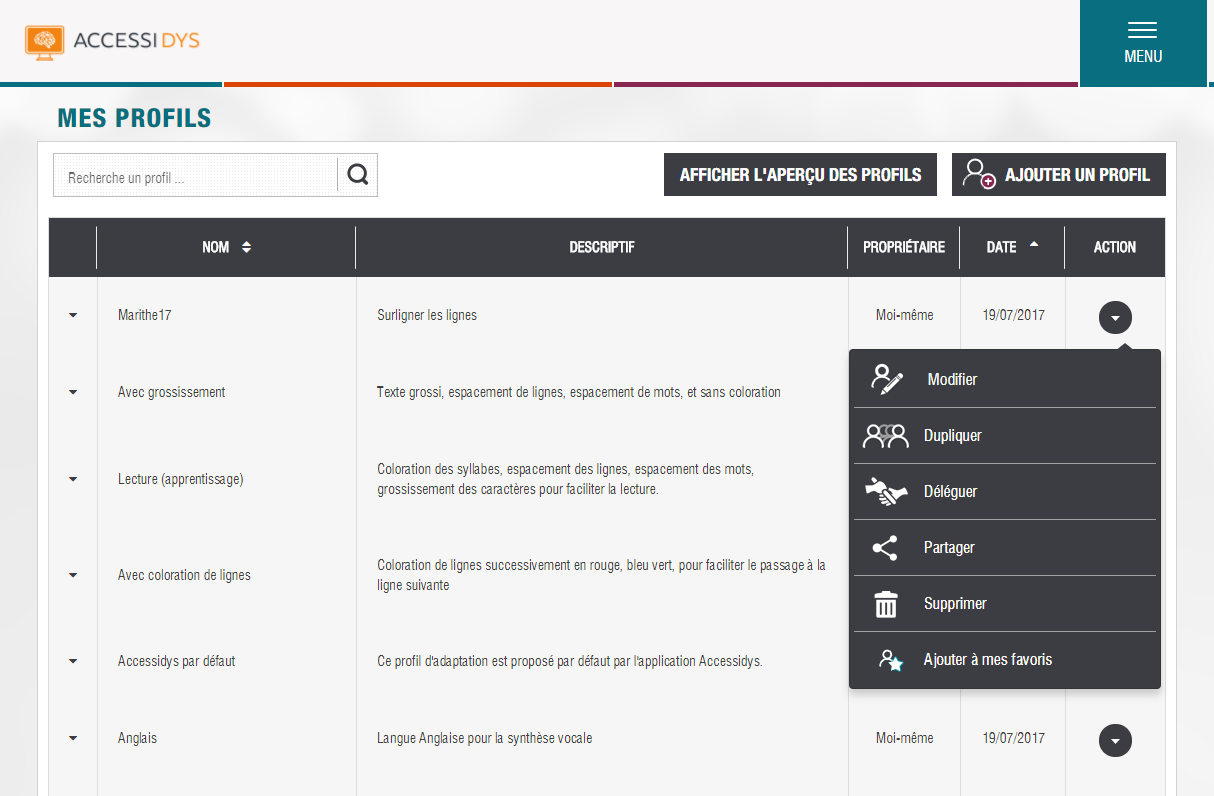 ACCESSIDYS
MENU
MES PROFILS
Recherche un profil ...
AFFICHER L'APERÇU DES PROFILS
AJOUTER UN PROFIL
NOM
DESCRIPTIF
PROPRIÉTAIRE
DATE
ACTION
Marithe17
Surligner les lignes
Moi-même
19/07/2017
Modifier
Dupliquer
Déléguer
Partager
Supprimer
Ajouter à mes favoris
Avec grossissement
Texte grossi, espacement de lignes, espacement de mots, et sans coloration
Lecture (apprentissage)
Coloration des syllabes, espacement des lignes, espacement des mots,
grossissement des caractères pour faciliter la lecture.
Avec coloration de lignes
Coloration de lignes successivement en rouge, bleu vert, pour faciliter le passage à la
ligne suivante
Accessidys par défaut
Ce profil d'adaptation est proposé par défaut par l'application Accessidys.
Anglais
Langue Anglaise pour la synthèse vocale
Moi-même
19/07/2017